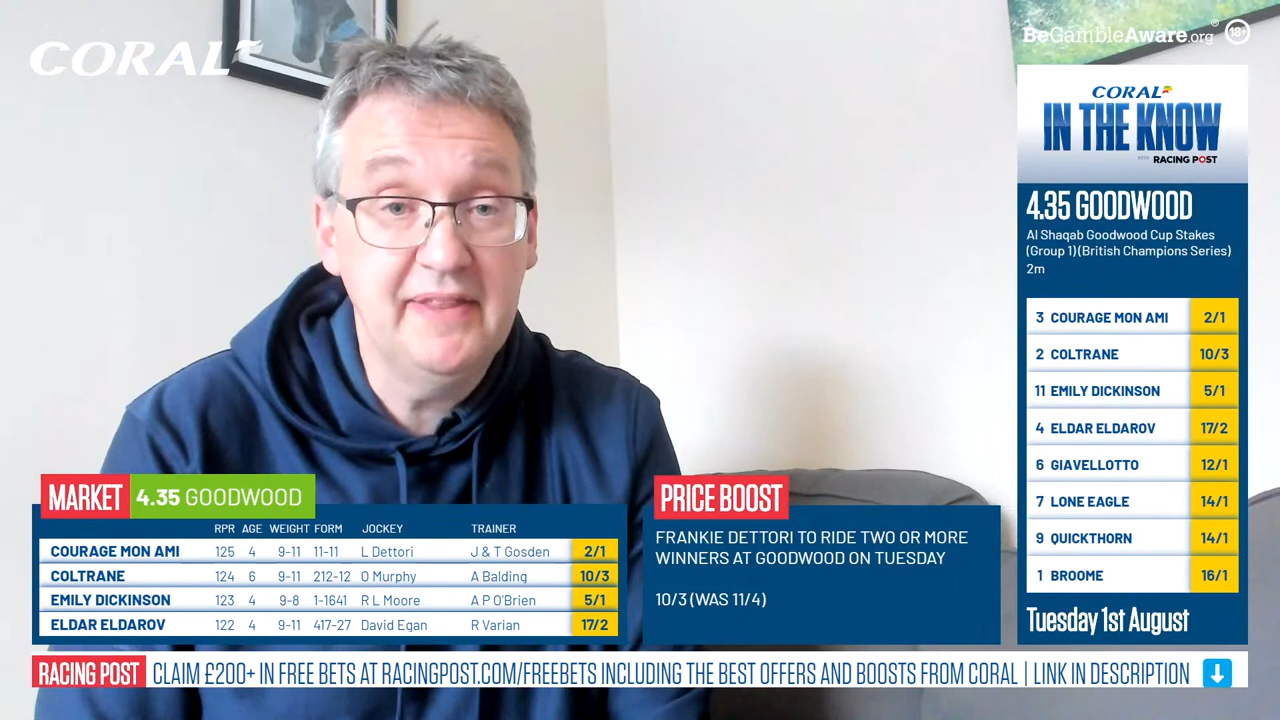 CORAL
BeGambleAware.org® 18+
CORAL
IN THE KNOW
WITH RACING POST
4.35 GOODWOOD
Al Shaqab Goodwood Cup Stakes
(Group 1) (British Champions Series)
2m
3 COURAGE MON AMI 2/1
2 COLTRANE 10/3
11 EMILY DICKINSON 5/1
4 ELDAR ELDAROV 17/2
6 GIAVELLOTTO 12/1
7 LONE EAGLE 14/1
9 QUICKTHORN 14/1
1 BROOME 16/1
Tuesday 1st August
MARKET 4.35 GOODWOOD
RPR AGE WEIGHT FORM JOCKEY TRAINER
COURAGE MON AMI 125 4 9-11 11-11 L Dettori J & T Gosden 2/1
COLTRANE 124 6 9-11 212-12 O Murphy A Balding 10/3
EMILY DICKINSON 123 4 9-8 1-1641 R L Moore A P O'Brien 5/1
ELDAR ELDAROV 122 4 9-11 417-27 David Egan R Varian 17/2
PRICE BOOST
FRANKIE DETTORI TO RIDE TWO OR MORE
WINNERS AT GOODWOOD ON TUESDAY
10/3 (WAS 11/4)
RACING POST CLAIM £200+ IN FREE BETS AT RACINGPOST.COM/FREEBETS INCLUDING THE BEST OFFERS AND BOOSTS FROM CORAL | LINK IN DESCRIPTION